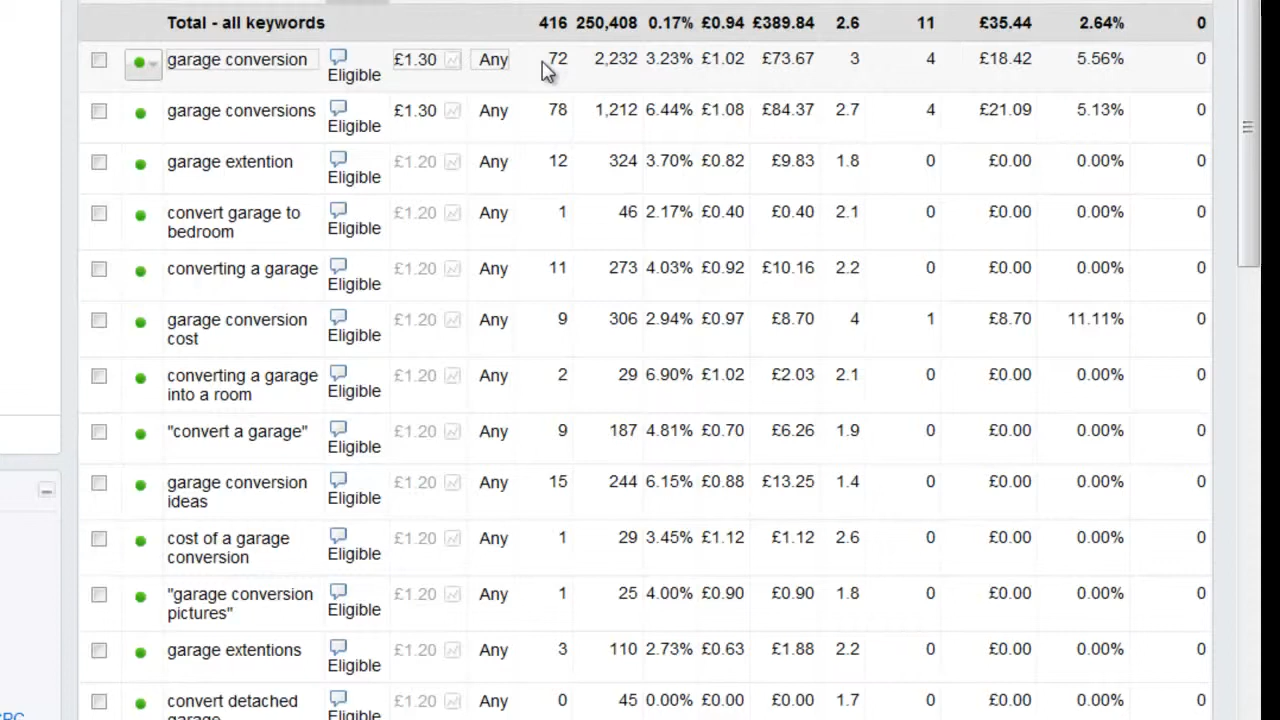 Total - all keywords 416 250,408 0.17% £0.94 £389.84 2.6 11 £35.44 2.64% 0
garage conversion Eligible £1.30 Any 72 2,232 3.23% £1.02 £73.67 3 4 £18.42 5.56% 0
garage conversions Eligible £1.30 Any 78 1,212 6.44% £1.08 £84.37 2.7 4 £21.09 5.13% 0
garage extention Eligible £1.20 Any 12 324 3.70% £0.82 £9.83 1.8 0 £0.00 0.00% 0
convert garage to Eligible £1.20 Any 1 46 2.17% £0.40 £0.40 2.1 0 £0.00 0.00% 0
bedroom
converting a garage Eligible £1.20 Any 11 273 4.03% £0.92 £10.16 2.2 0 £0.00 0.00% 0
garage conversion Eligible £1.20 Any 9 306 2.94% £0.97 £8.70 4 1 £8.70 11.11% 0
cost
converting a garage Eligible £1.20 Any 2 29 6.90% £1.02 £2.03 2.1 0 £0.00 0.00% 0
into a room
"convert a garage" Eligible £1.20 Any 9 187 4.81% £0.70 £6.26 1.9 0 £0.00 0.00% 0
garage conversion Eligible £1.20 Any 15 244 6.15% £0.88 £13.25 1.4 0 £0.00 0.00% 0
ideas
cost of a garage Eligible £1.20 Any 1 29 3.45% £1.12 £1.12 2.6 0 £0.00 0.00% 0
conversion
"garage conversion Eligible £1.20 Any 1 25 4.00% £0.90 £0.90 1.8 0 £0.00 0.00% 0
pictures"
garage extentions Eligible £1.20 Any 3 110 2.73% £0.63 £1.88 2.2 0 £0.00 0.00% 0
convert detached Eligible £1.20 Any 0 45 0.00% £0.00 £0.00 1.7 0 £0.00 0.00% 0
garage